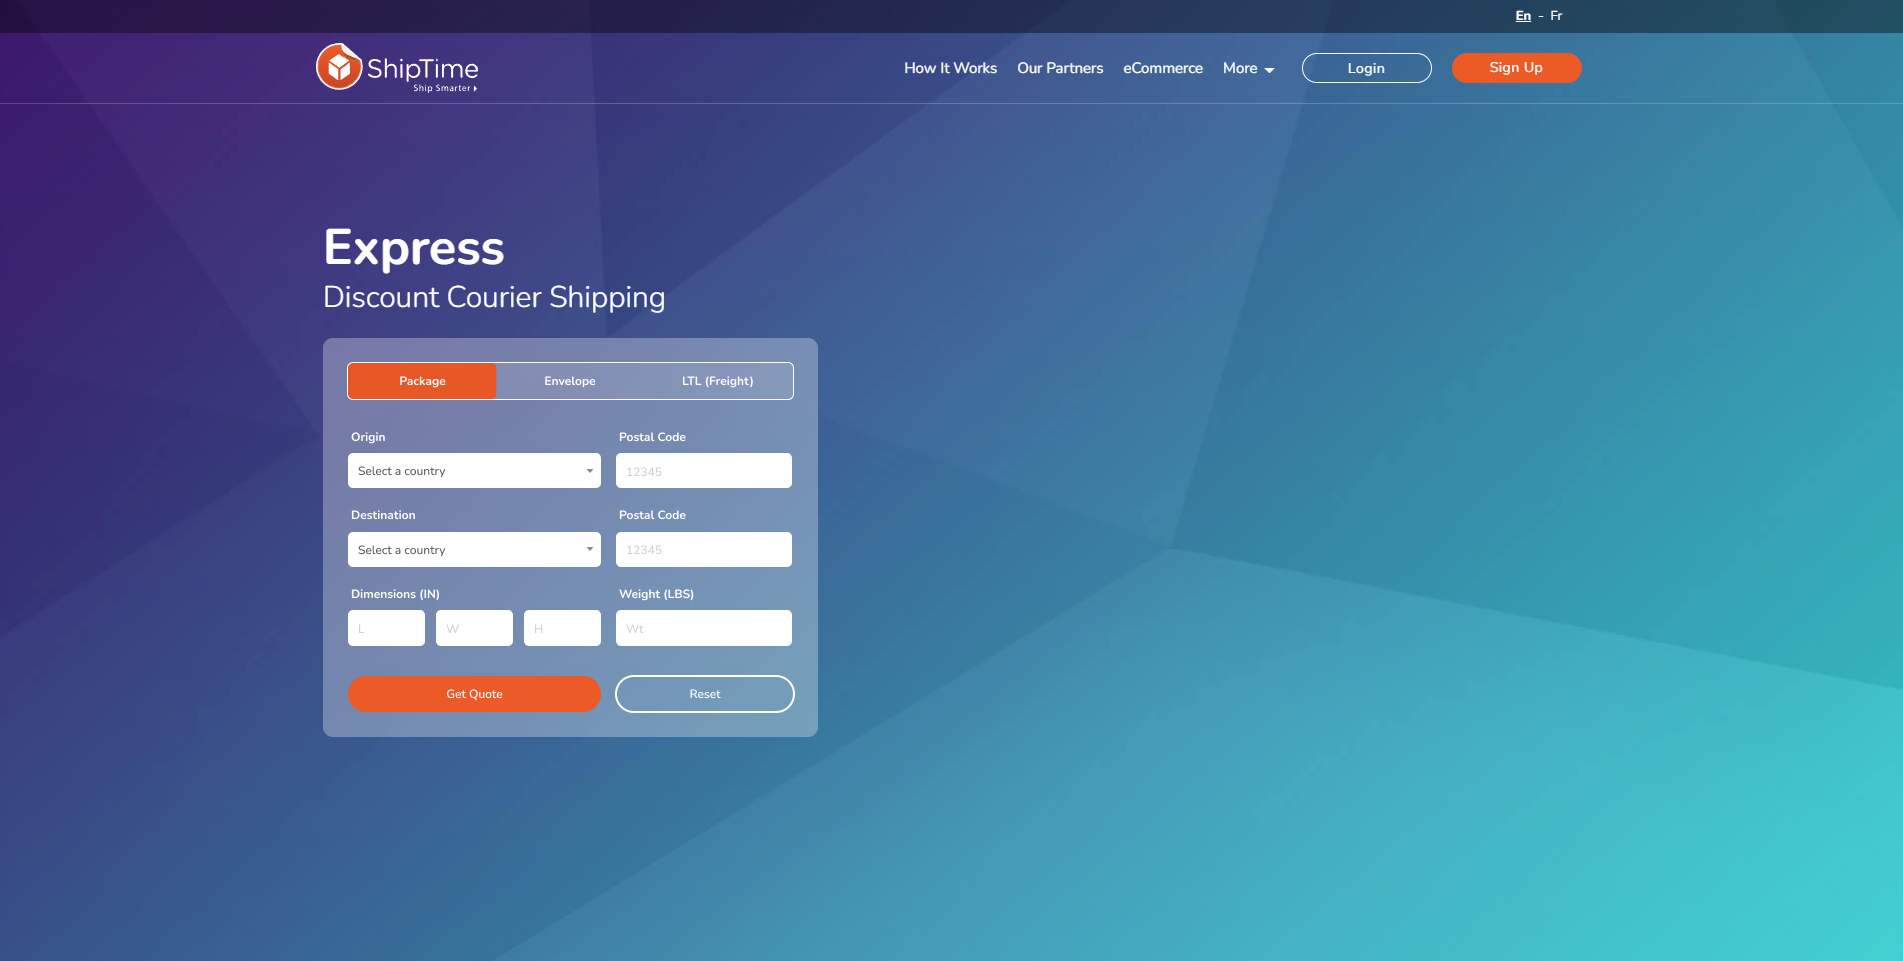 En - Fr
ShipTime
Ship Smarter
How It Works Our Partners eCommerce More Login Sign Up
Express
Discount Courier Shipping
Package Envelope LTL (Freight)
Origin Postal Code
Select a country 12345
Destination Postal Code
Select a country 12345
Dimensions (IN) Weight (LBS)
L W H Wt
Get Quote Reset